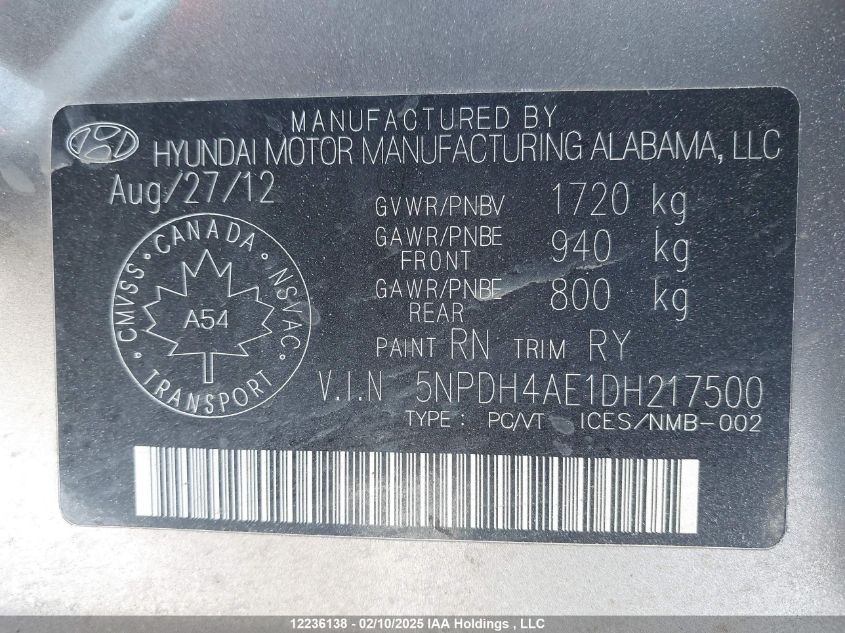 MANUFACTURED BY
HYUNDAI MOTOR MANUFACTURING ALABAMA, LLC
Aug/27/12
GVWR/PNBV 1720 kg
GAWR/PNBE FRONT 940 kg
GAWR/PNBE REAR 800 kg
CANADA
CMVSS
NSVAC
A54
TRANSPORT
PAINT RN TRIM RY
V.I.N 5NPDH4AE1DH217500
TYPE : PC/VT ICES/NMB-002
12236138 - 02/10/2025 IAA Holdings , LLC